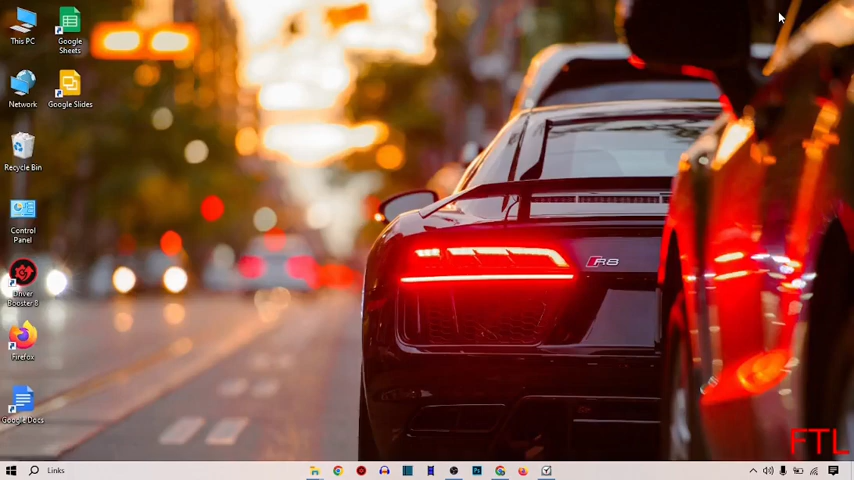 This PC
Google
Sheets
Network
Google Slides
Recycle Bin
Control
Panel
Driver
Booster 8
Firefox
Google Docs
R8
FTL
Links
Ps